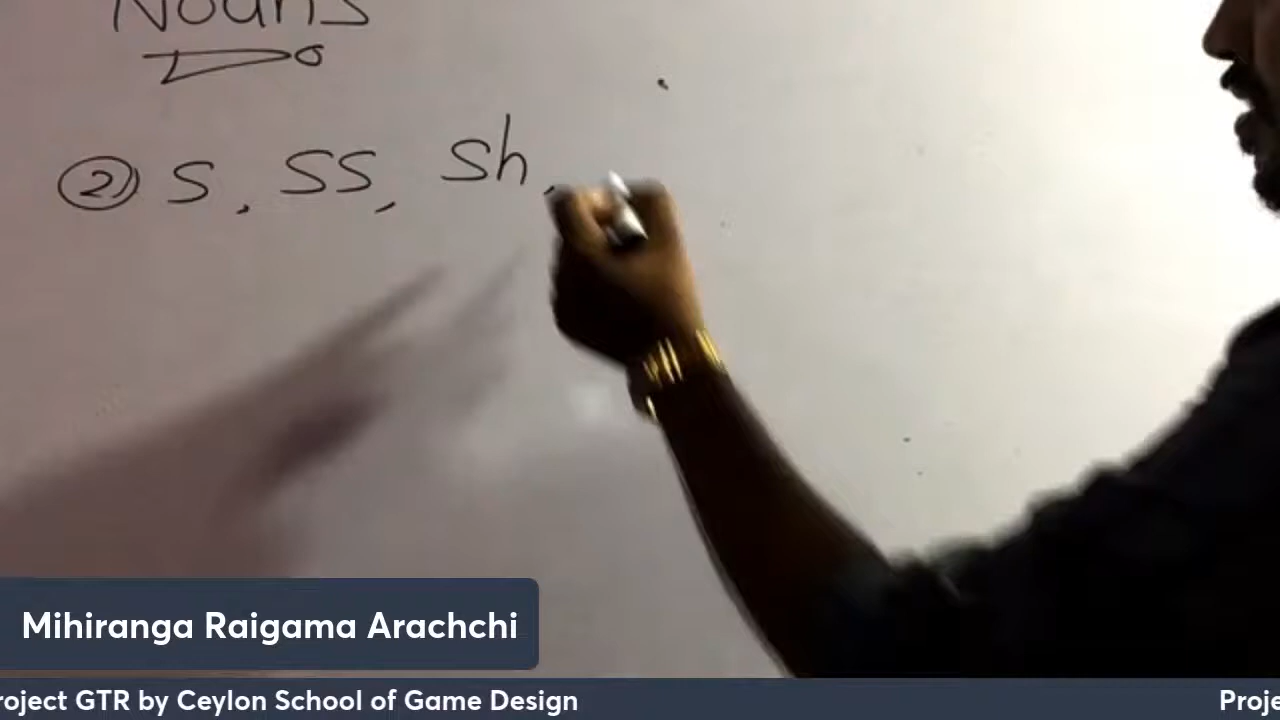 Nouns
② S, SS, Sh,
Mihiranga Raigama Arachchi
roject GTR by Ceylon School of Game Design Proje